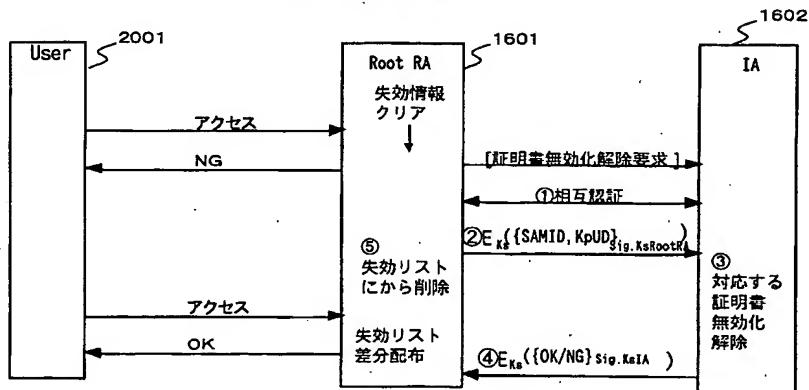 User
2001
Root RA
1601
IA
1602
失効情報
クリア
アクセス
NG
[証明書無効化解除要求]
①相互認証
②E Ks({SAMID, KpUD}Sig.KsRootRA)
③
対応する
証明書
無効化
解除
⑤
失効リスト
にから削除
アクセス
OK
失効リスト
差分配布
④E Ks({OK/NG}Sig.KsIA)